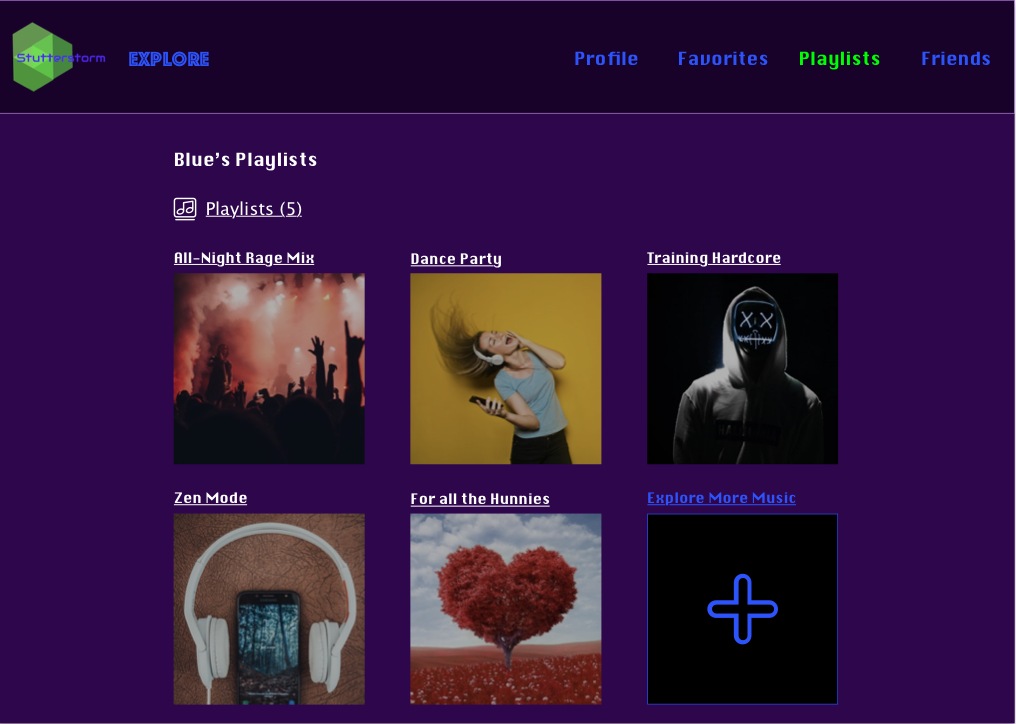 Stutterstorm
EXPLORE
Profile
Favorites
Playlists
Friends
Blue's Playlists
Playlists (5)
All-Night Rage Mix
Dance Party
Training Hardcore
Zen Mode
For all the Hunnies
Explore More Music